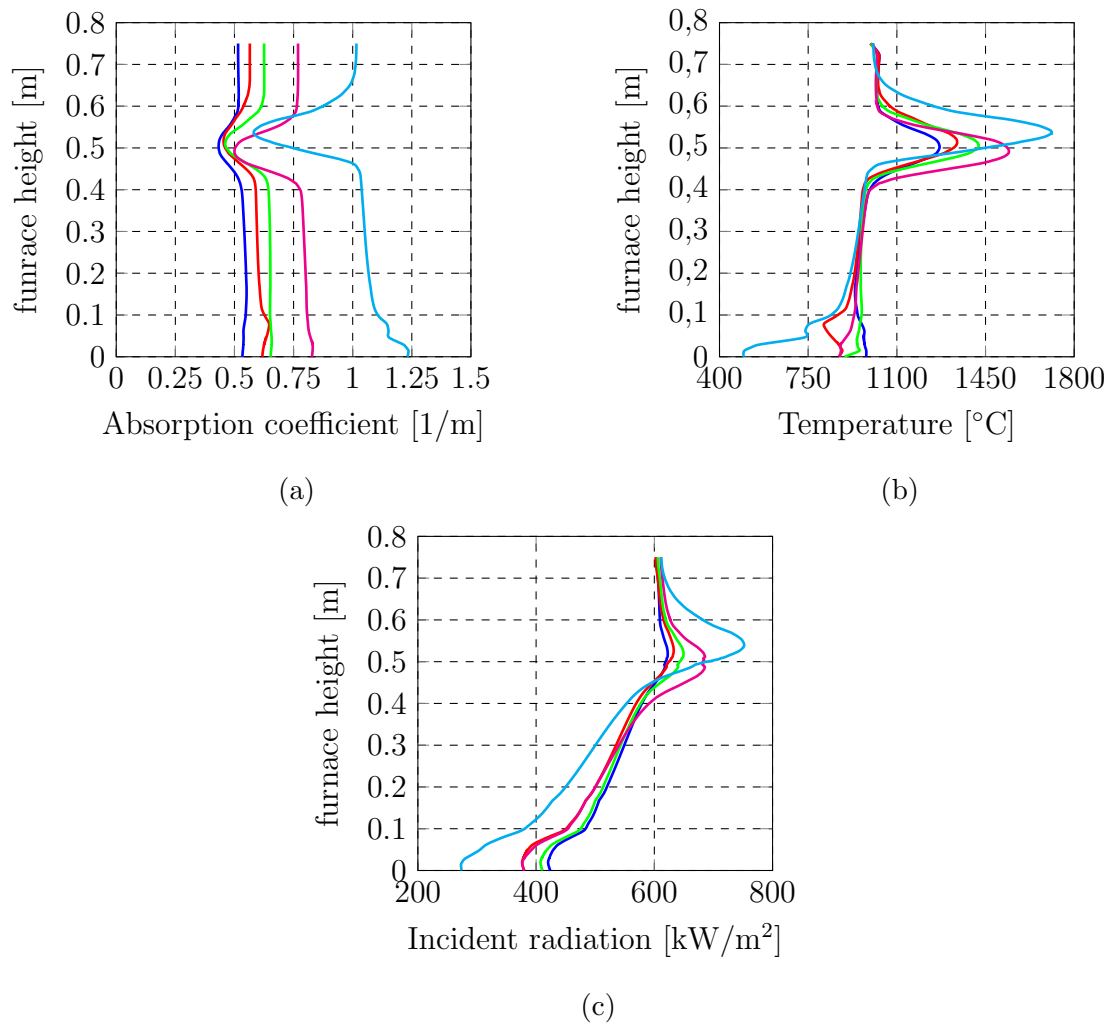 0.8
0.7
0.6
0.5
0.4
0.3
0.2
0.1
0
funrace height [m]
0 0.25 0.5 0.75 1 1.25 1.5
Absorption coefficient [1/m]
(a)
0,8
0,7
0,6
0,5
0,4
0,3
0,2
0,1
0
furnace height [m]
400 750 1100 1450 1800
Temperature [°C]
(b)
0.8
0.7
0.6
0.5
0.4
0.3
0.2
0.1
0
furnace height [m]
200 400 600 800
Incident radiation [kW/m²]
(c)